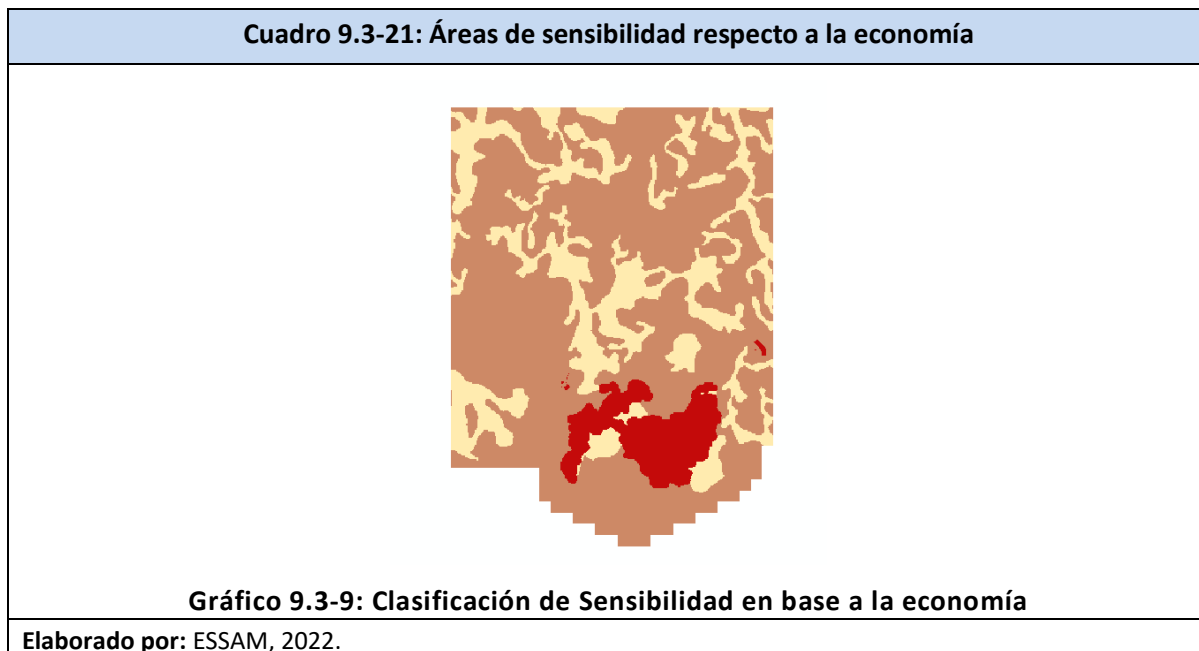 Cuadro 9.3-21: Áreas de sensibilidad respecto a la economía
Gráfico 9.3-9: Clasificación de Sensibilidad en base a la economía
Elaborado por: ESSAM, 2022.